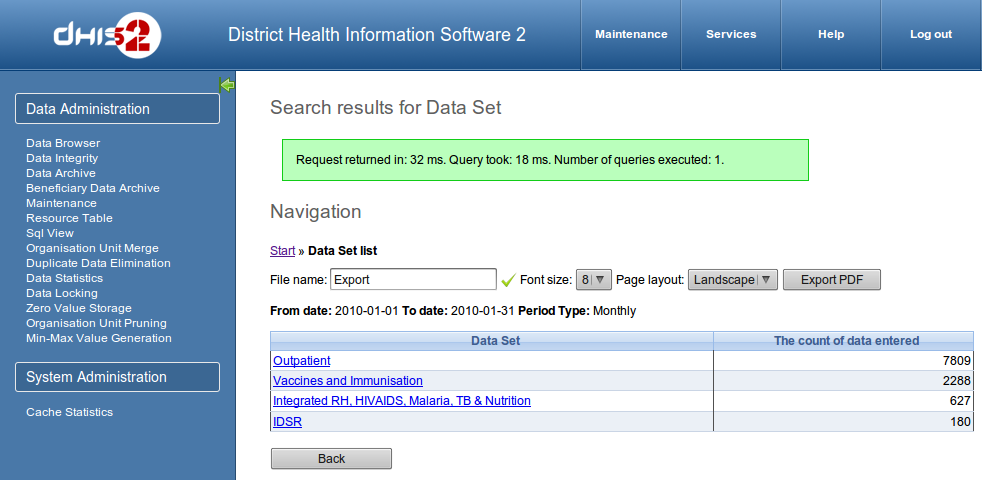 dhis2
District Health Information Software 2
Maintenance Services Help Log out
Data Administration
Data Browser
Data Integrity
Data Archive
Beneficiary Data Archive
Maintenance
Resource Table
Sql View
Organisation Unit Merge
Duplicate Data Elimination
Data Statistics
Data Locking
Zero Value Storage
Organisation Unit Pruning
Min-Max Value Generation
System Administration
Cache Statistics
Search results for Data Set
Request returned in: 32 ms. Query took: 18 ms. Number of queries executed: 1.
Navigation
Start » Data Set list
File name: Export Font size: 8 Page layout: Landscape Export PDF
From date: 2010-01-01 To date: 2010-01-31 Period Type: Monthly
Data Set The count of data entered
Outpatient 7809
Vaccines and Immunisation 2288
Integrated RH, HIVAIDS, Malaria, TB & Nutrition 627
IDSR 180
Back